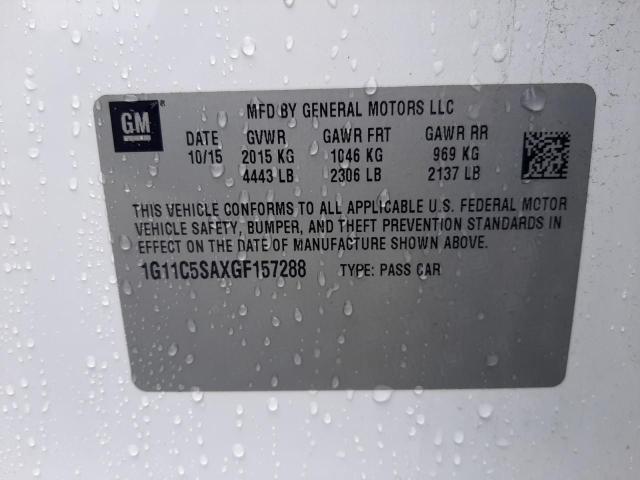 GM
MFD BY GENERAL MOTORS LLC
DATE GVWR GAWR FRT GAWR RR
10/15 2015 KG 1046 KG 969 KG
4443 LB 2306 LB 2137 LB
THIS VEHICLE CONFORMS TO ALL APPLICABLE U.S. FEDERAL MOTOR
VEHICLE SAFETY, BUMPER, AND THEFT PREVENTION STANDARDS IN
EFFECT ON THE DATE OF MANUFACTURE SHOWN ABOVE.
1G11C5SAXGF157288 TYPE: PASS CAR